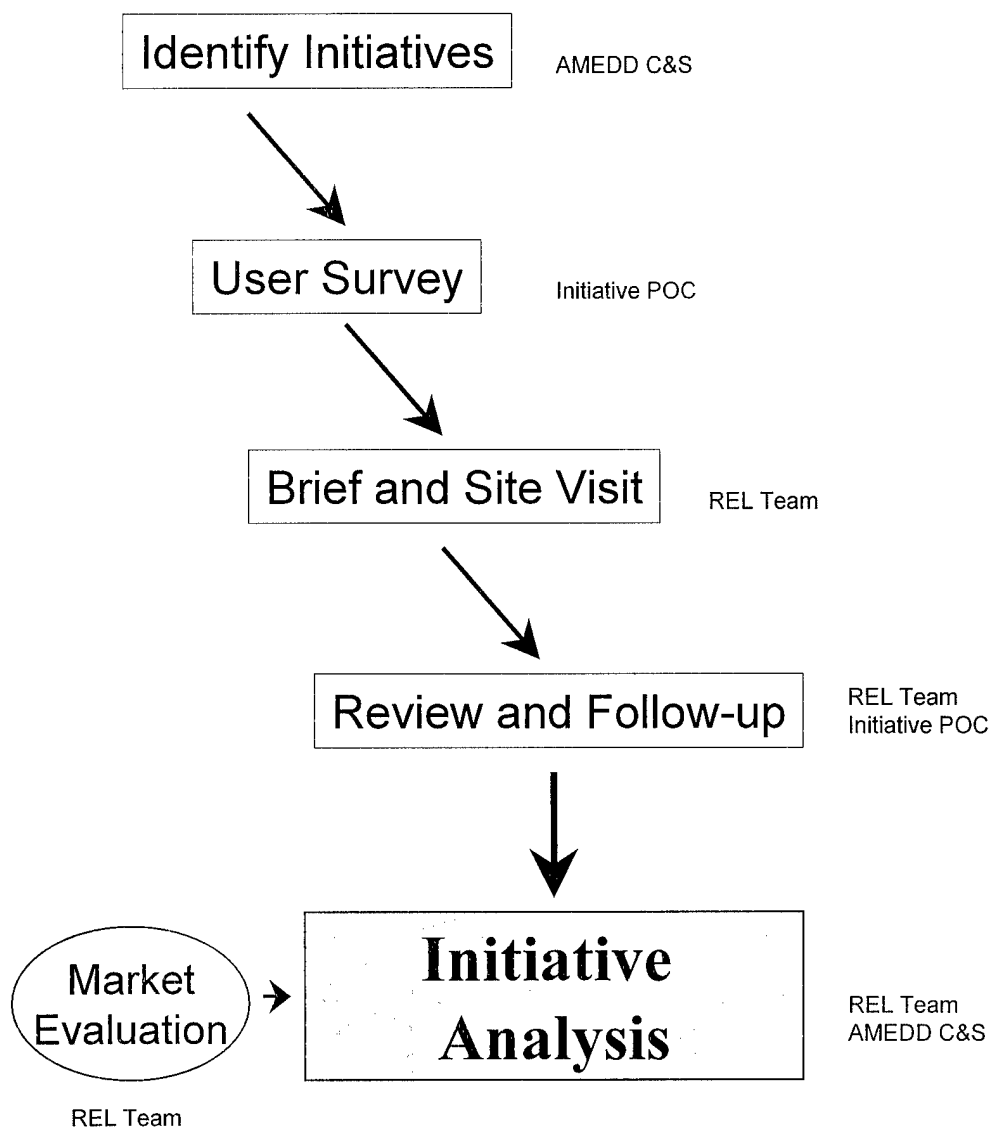 Identify Initiatives
AMEDD C&S
User Survey
Initiative POC
Brief and Site Visit
REL Team
Review and Follow-up
REL Team
Initiative POC
Market
Evaluation
REL Team
Initiative
Analysis
REL Team
AMEDD C&S